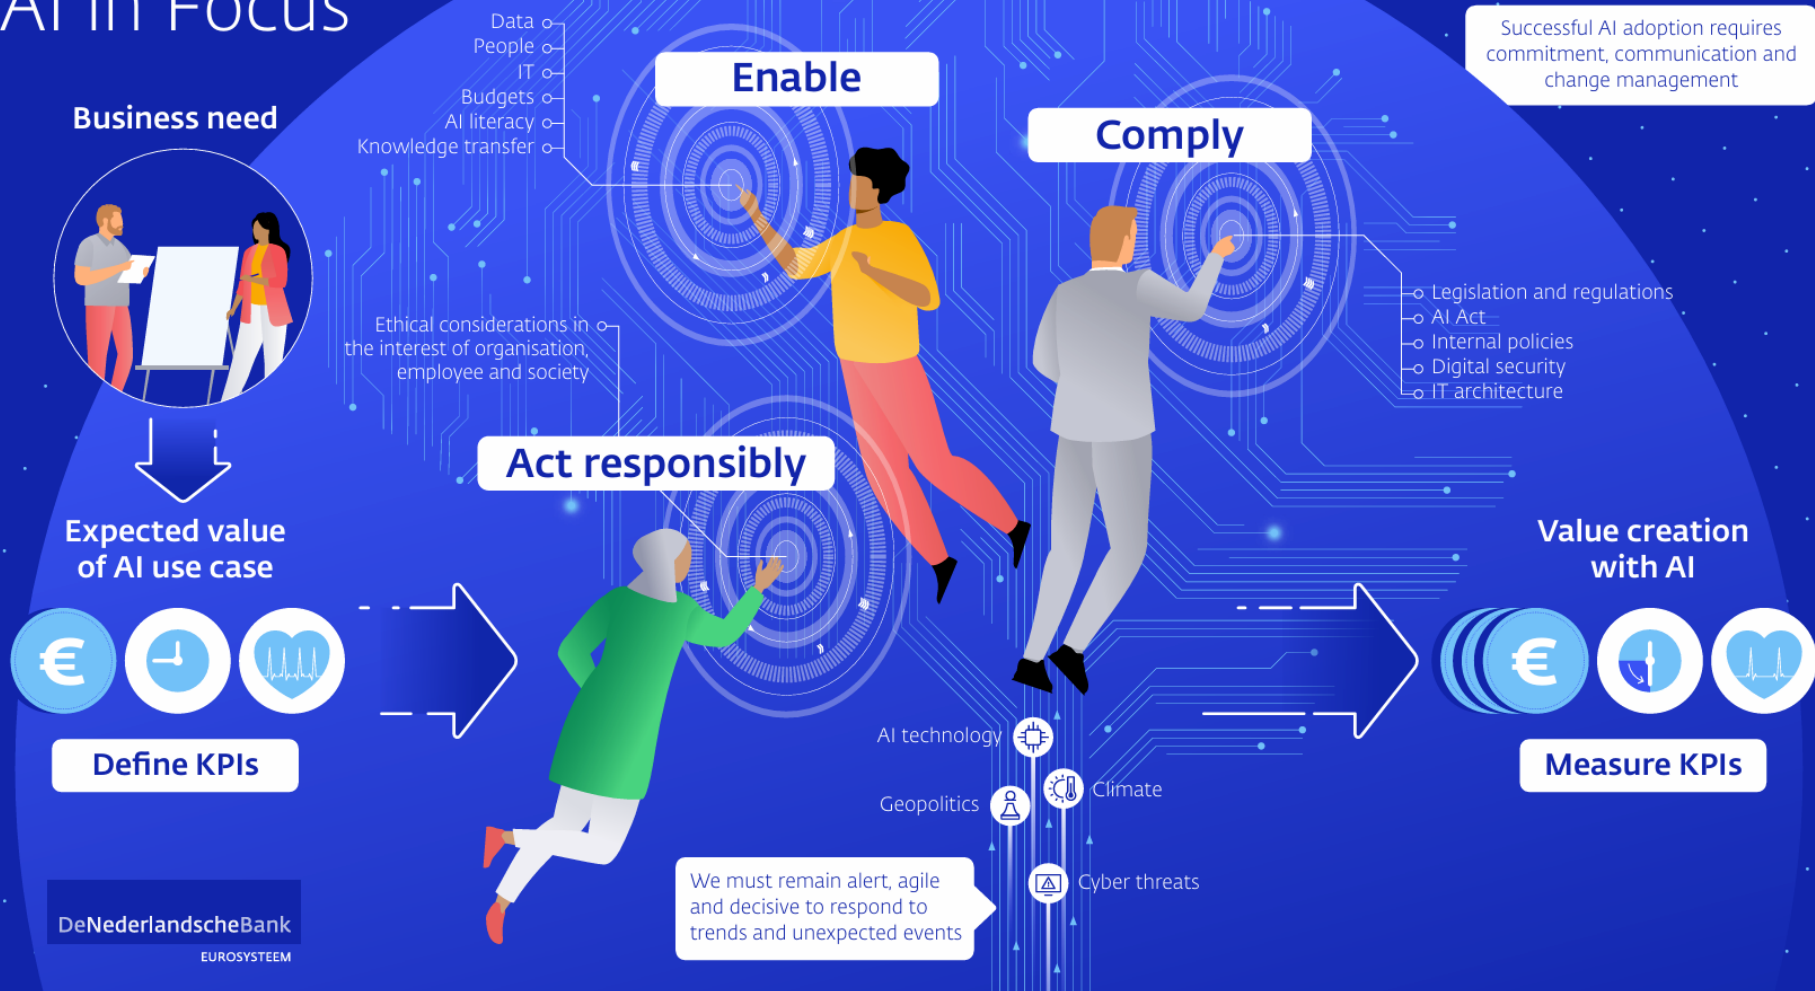 AI in Focus
Business need
Expected value
of AI use case
€
Define KPIs
DeNederlandscheBank
EUROSYSTEEM
Data
People
IT
Budgets
AI literacy
Knowledge transfer
Enable
Ethical considerations in
the interest of organisation,
employee and society
Act responsibly
Comply
Legislation and regulations
AI Act
Internal policies
Digital security
IT architecture
AI technology
Climate
Geopolitics
Cyber threats
We must remain alert, agile
and decisive to respond to
trends and unexpected events
Successful AI adoption requires
commitment, communication and
change management
Value creation
with AI
€
Measure KPIs